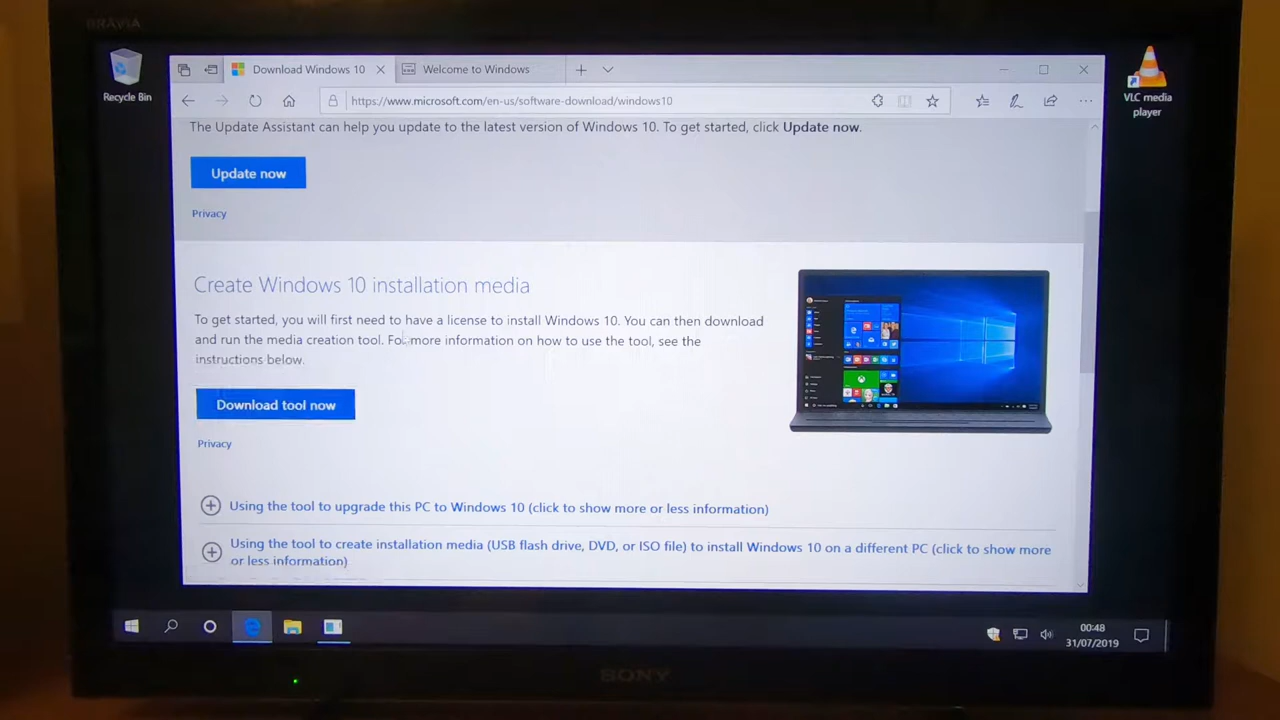 BRAVIA
Recycle Bin
Download Windows 10
Welcome to Windows
https://www.microsoft.com/en-us/software-download/windows10
VLC media
player
The Update Assistant can help you update to the latest version of Windows 10. To get started, click Update now.
Update now
Privacy
Create Windows 10 installation media
To get started, you will first need to have a license to install Windows 10. You can then download
and run the media creation tool. For more information on how to use the tool, see the
instructions below.
Download tool now
Privacy
Using the tool to upgrade this PC to Windows 10 (click to show more or less information)
Using the tool to create installation media (USB flash drive, DVD, or ISO file) to install Windows 10 on a different PC (click to show more
or less information)
00:48
31/07/2019
SONY